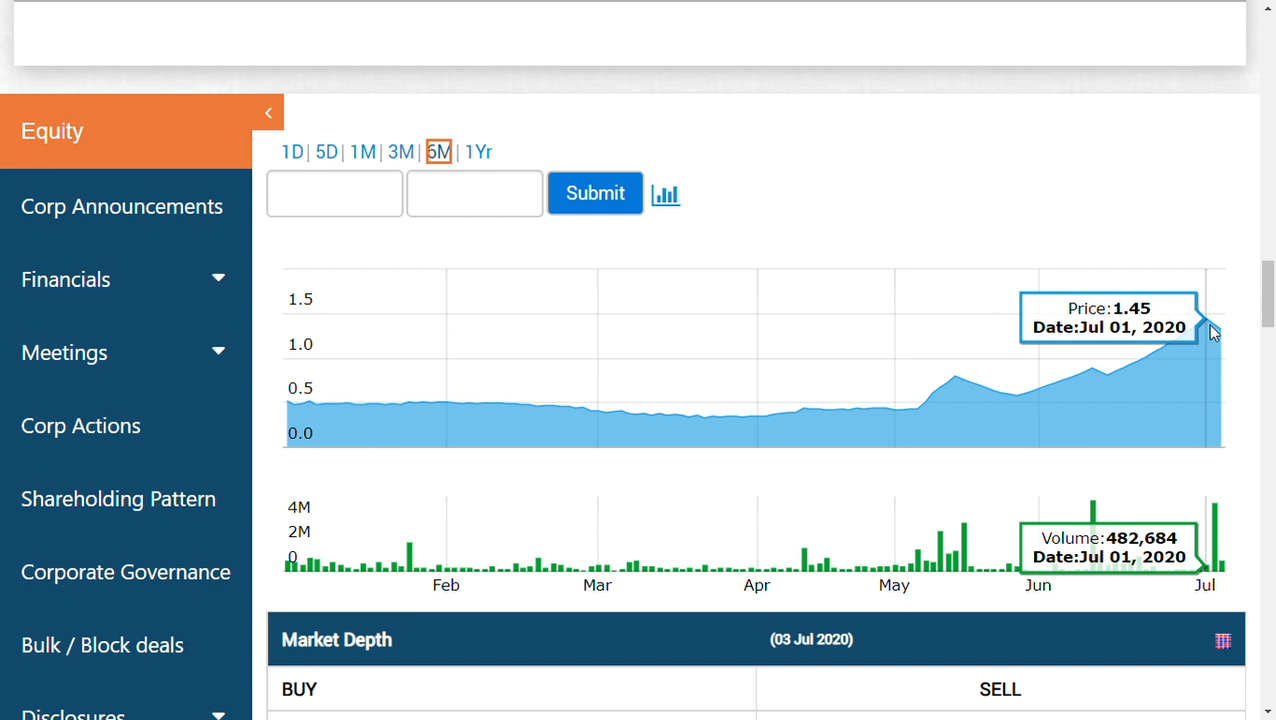 Equity
1D| 5D| 1M| 3M| 6M| 1Yr
Submit
Corp Announcements
Financials
Meetings
Corp Actions
Shareholding Pattern
Corporate Governance
Bulk / Block deals
Disclosures
1.5
1.0
0.5
0.0
Price:1.45
Date:Jul 01, 2020
4M
2M
0
Volume:482,684
Date:Jul 01, 2020
Feb Mar Apr May Jun Jul
Market Depth (03 Jul 2020)
BUY SELL